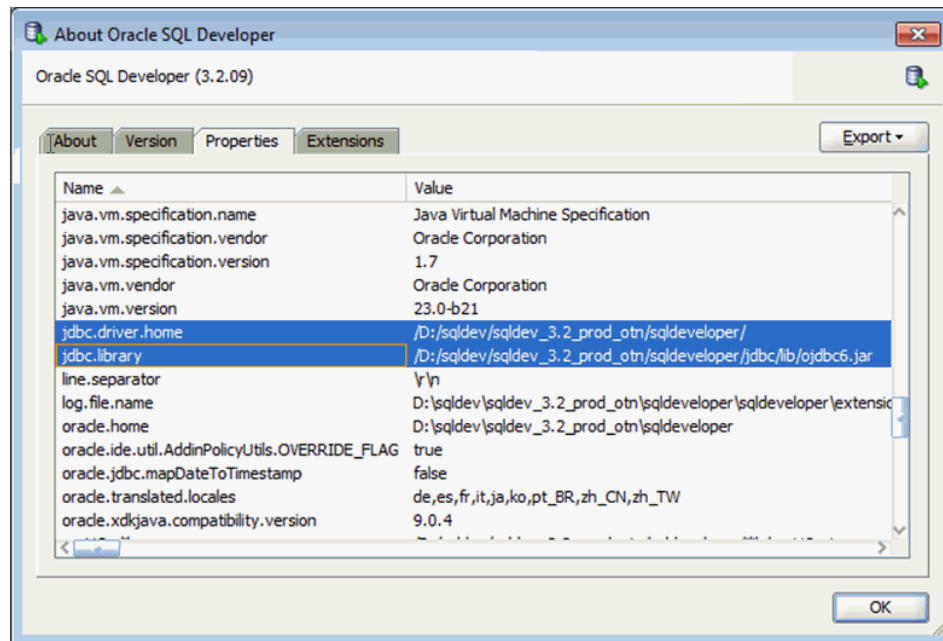 About Oracle SQL Developer
Oracle SQL Developer (3.2.09)
About Version Properties Extensions Export
Name Value
java.vm.specification.name Java Virtual Machine Specification
java.vm.specification.vendor Oracle Corporation
java.vm.specification.version 1.7
java.vm.vendor Oracle Corporation
java.vm.version 23.0-b21
jdbc.driver.home /D:/sqldev/sqldev_3.2_prod_otn/sqldeveloper/
jdbc.library /D:/sqldev/sqldev_3.2_prod_otn/sqldeveloper/jdbc/lib/ojdbc6.jar
line.separator \r\n
log.file.name D:\sqldev\sqldev_3.2_prod_otn\sqldeveloper\sqldeveloper\extensic
oracle.home D:\sqldev\sqldev_3.2_prod_otn\sqldeveloper
oracle.ide.util.AddinPolicyUtils.OVERRIDE_FLAG true
oracle.jdbc.mapDateToTimestamp false
oracle.translated.locales de,es,fr,it,ja,ko,pt_BR,zh_CN,zh_TW
oracle.xdkjava.compatibility.version 9.0.4
OK